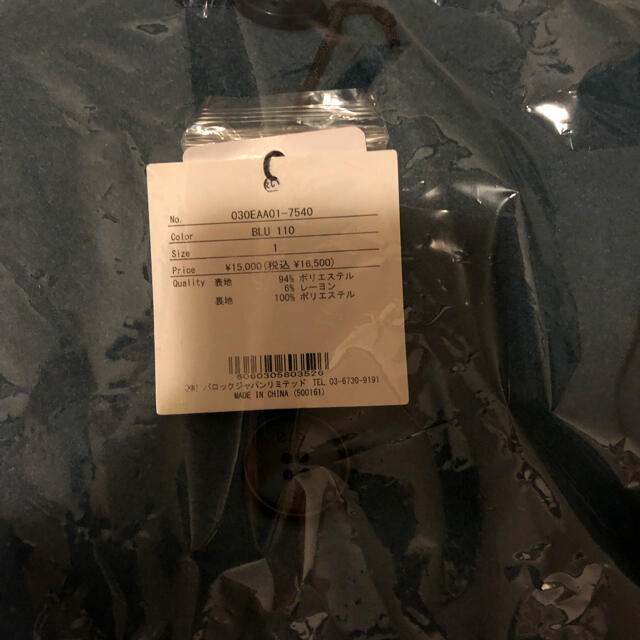 No. 030EAA01-7540
Color BLU 110
Size 1
Price ¥15,000(税込 ¥16,500)
Quality 表地 94% ポリエステル
6% レーヨン
裏地 100% ポリエステル
(株) バロックジャパンリミテッド TEL 03-6730-9191
MADE IN CHINA (500161)